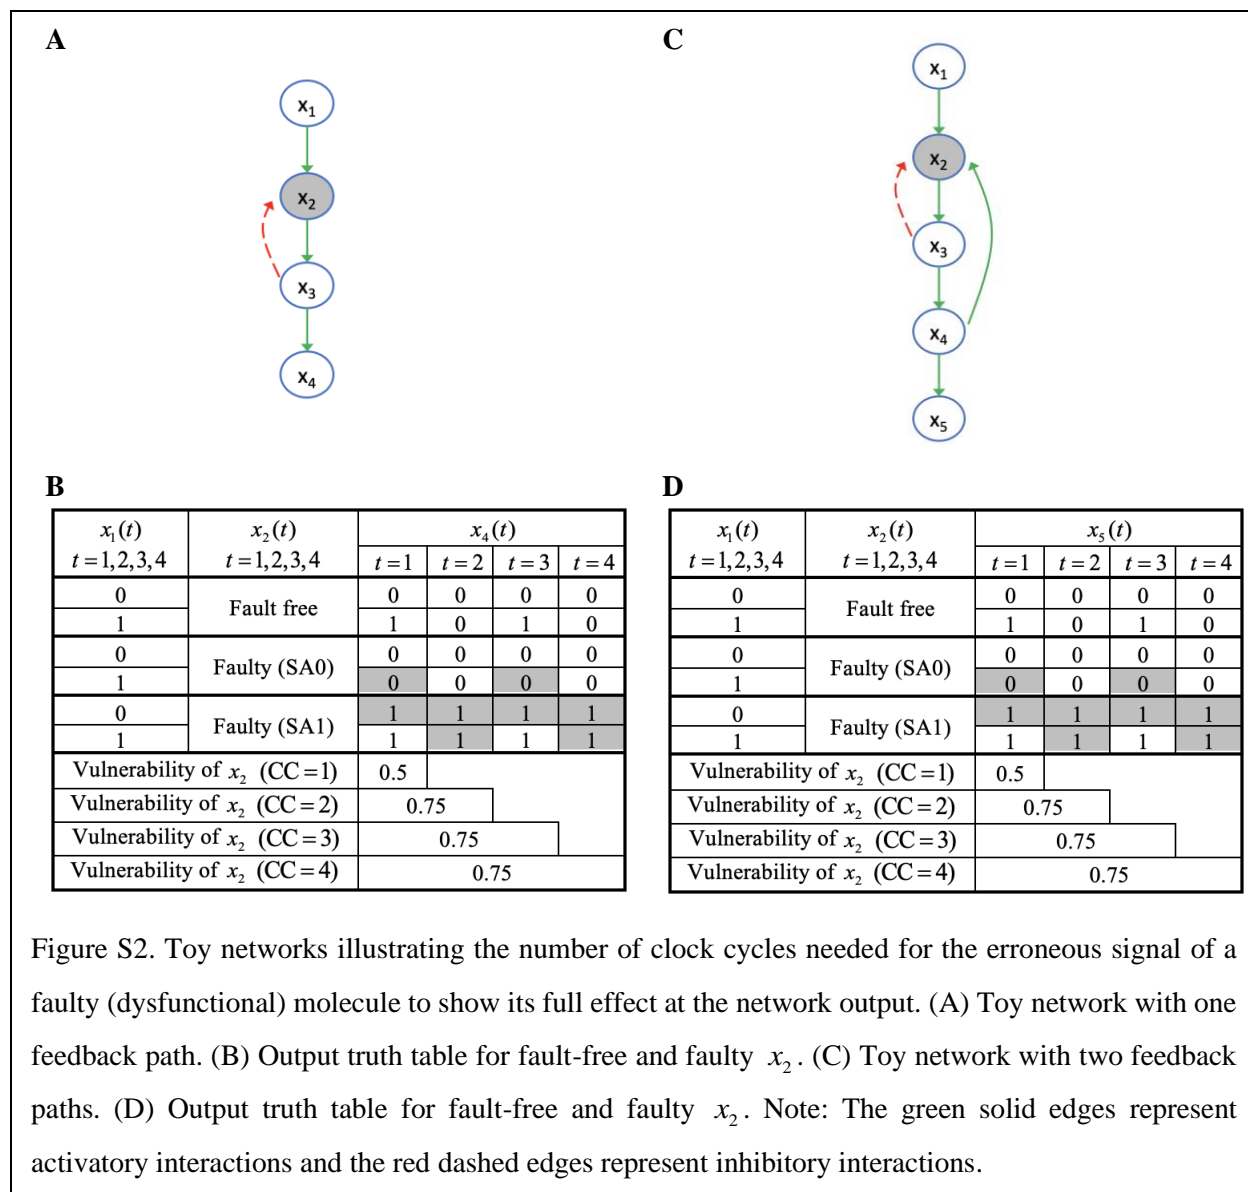 A
x1
x2
x3
x4
C
x1
x2
x3
x4
x5
B
x1(t) x2(t) x4(t)
t=1,2,3,4 t=1,2,3,4 t=1 t=2 t=3 t=4
0 Fault free 0 0 0 0
1 1 0 1 0
0 Faulty (SA0) 0 0 0 0
1 0 0 0 0
0 Faulty (SA1) 1 1 1 1
1 1 1 1 1
Vulnerability of x2 (CC=1) 0.5
Vulnerability of x2 (CC=2) 0.75
Vulnerability of x2 (CC=3) 0.75
Vulnerability of x2 (CC=4) 0.75
D
x1(t) x2(t) x5(t)
t=1,2,3,4 t=1,2,3,4 t=1 t=2 t=3 t=4
0 Fault free 0 0 0 0
1 1 0 1 0
0 Faulty (SA0) 0 0 0 0
1 0 0 0 0
0 Faulty (SA1) 1 1 1 1
1 1 1 1 1
Vulnerability of x2 (CC=1) 0.5
Vulnerability of x2 (CC=2) 0.75
Vulnerability of x2 (CC=3) 0.75
Vulnerability of x2 (CC=4) 0.75
Figure S2. Toy networks illustrating the number of clock cycles needed for the erroneous signal of a
faulty (dysfunctional) molecule to show its full effect at the network output. (A) Toy network with one
feedback path. (B) Output truth table for fault-free and faulty x2. (C) Toy network with two feedback
paths. (D) Output truth table for fault-free and faulty x2. Note: The green solid edges represent
activatory interactions and the red dashed edges represent inhibitory interactions.